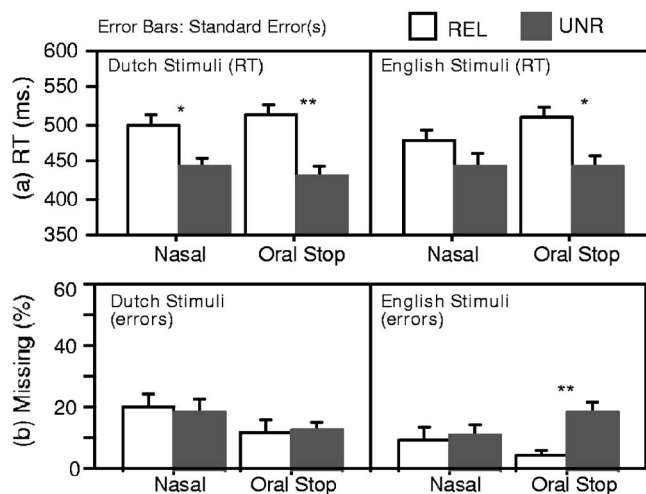 Error Bars: Standard Error(s) REL UNR
600
550
500
450
400
350
(a) RT (ms.)
Dutch Stimuli (RT)
English Stimuli (RT)
*
**
*
Nasal Oral Stop Nasal Oral Stop
60
40
20
0
(b) Missing (%)
Dutch Stimuli
(errors)
English Stimuli
(errors)
**
Nasal Oral Stop Nasal Oral Stop